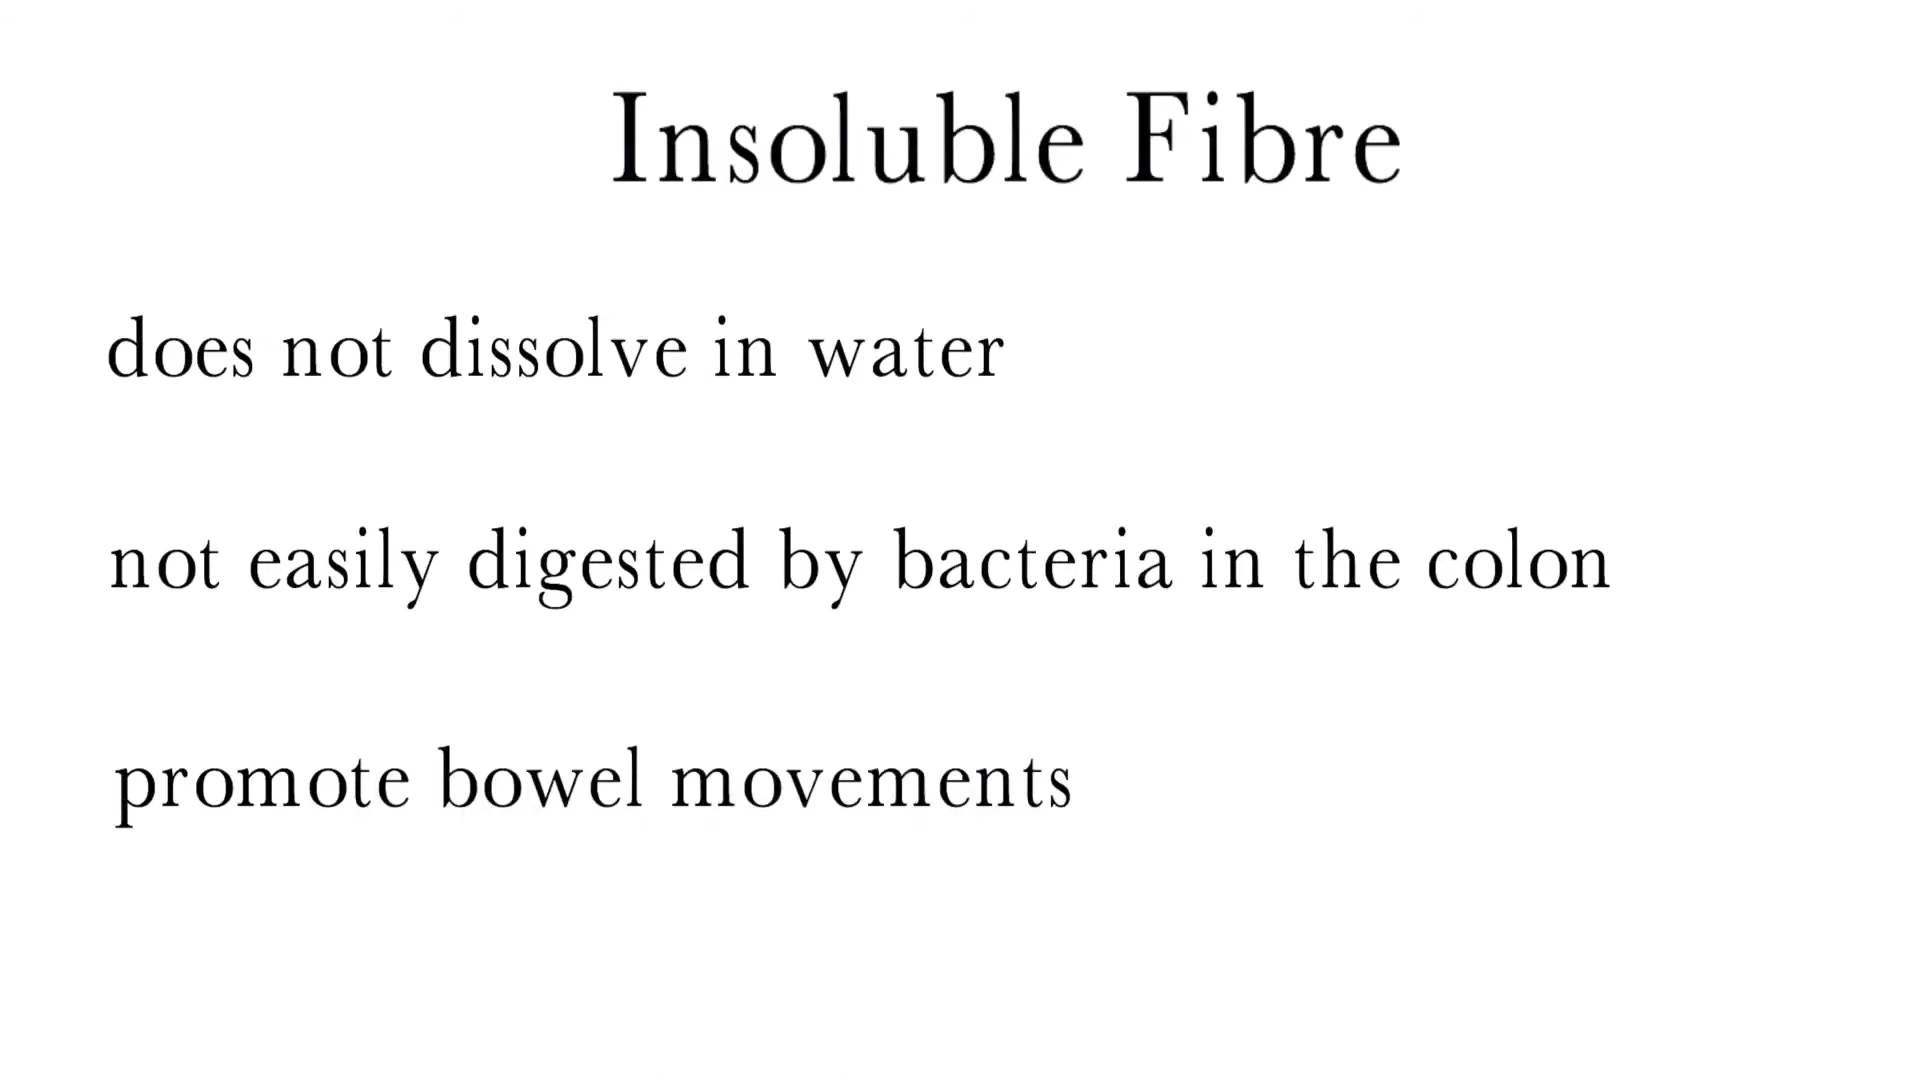 Insoluble Fibre
does not dissolve in water
not easily digested by bacteria in the colon
promote bowel movements